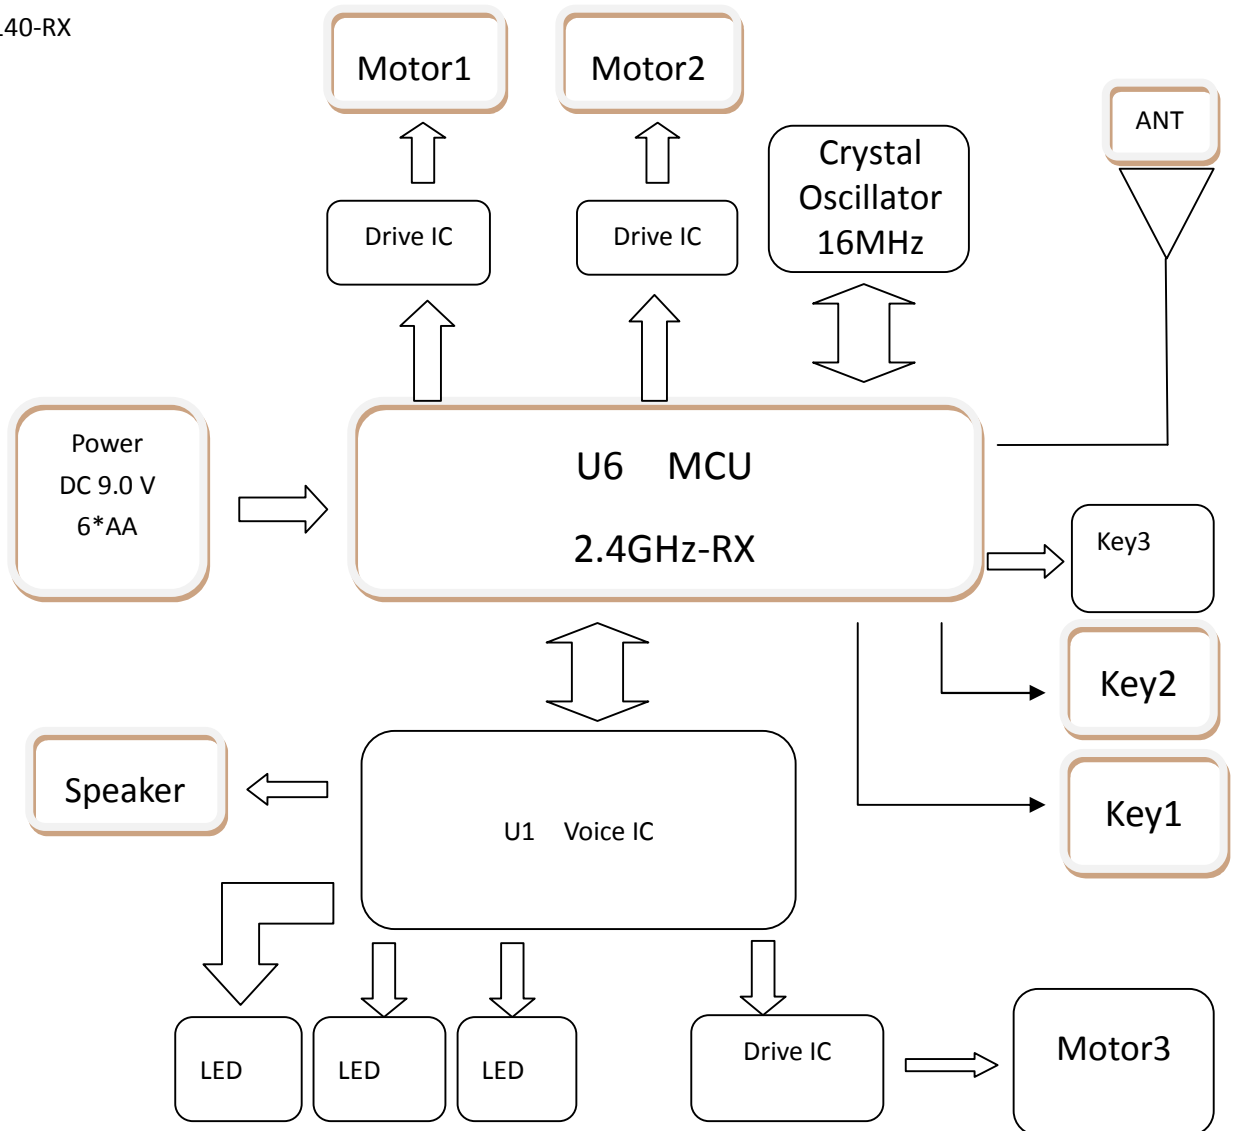 .40-RX
Motor1
Motor2
ANT
Crystal
Oscillator
16MHz
Drive IC
Drive IC
Power
DC 9.0 V
6*AA
U6 MCU
2.4GHz-RX
Key3
Key2
Key1
Speaker
U1 Voice IC
LED
LED
LED
Drive IC
Motor3